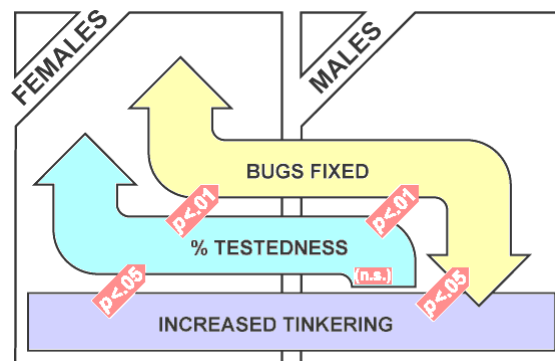 FEMALES
MALES
BUGS FIXED
p<.01
p<.01
% TESTEDNESS
(n.s.)
p<.05
p<.05
INCREASED TINKERING